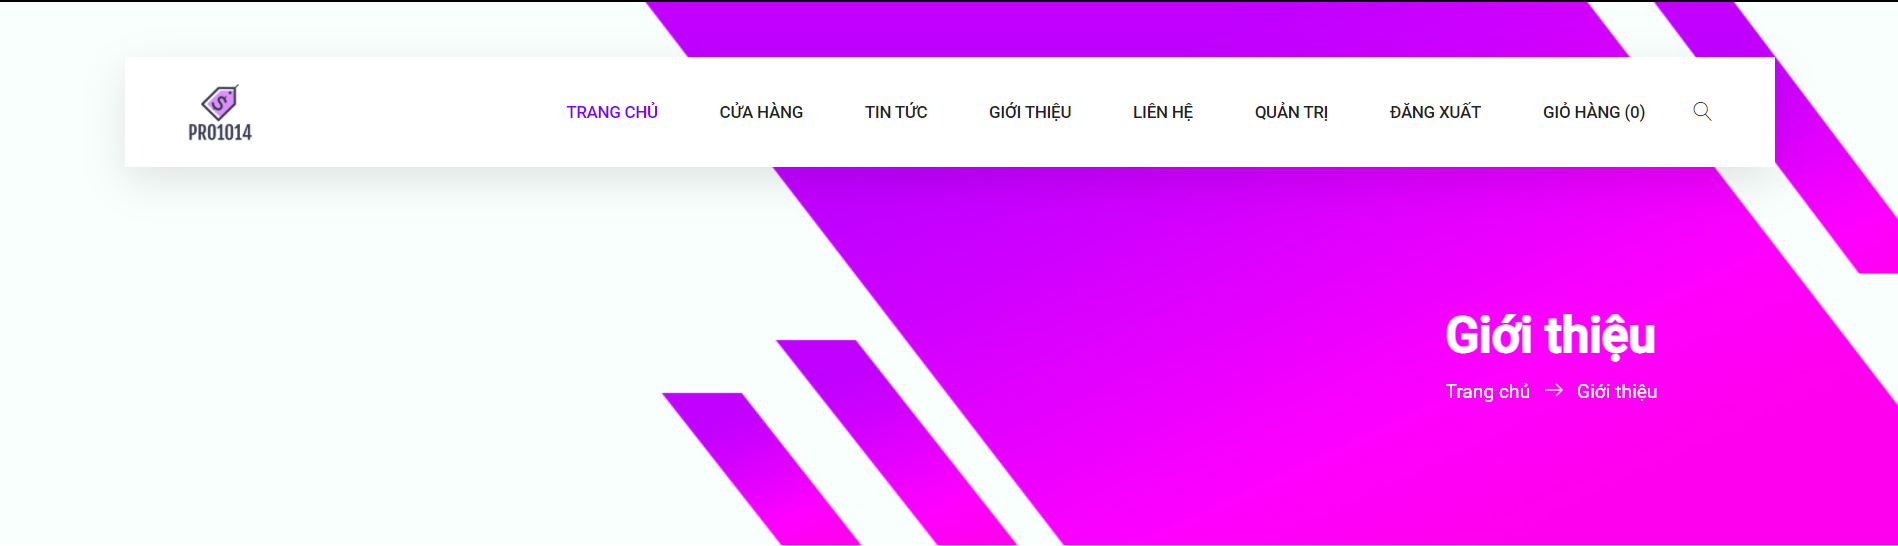 PRO1014
TRANG CHỦ CỬA HÀNG TIN TỨC GIỚI THIỆU LIÊN HỆ QUẢN TRỊ ĐĂNG XUẤT GIỎ HÀNG (0)
Giới thiệu
Trang chủ → Giới thiệu